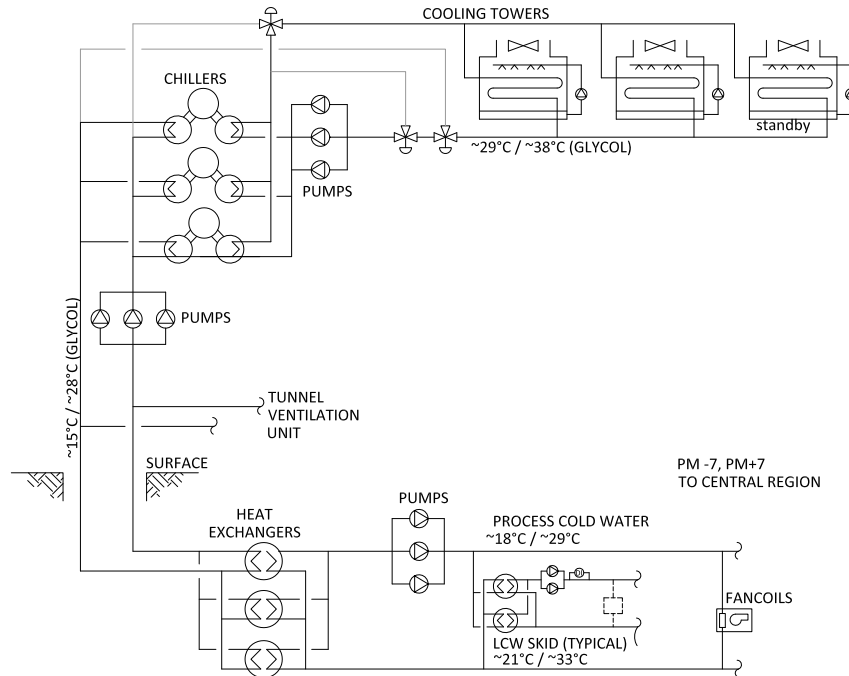 COOLING TOWERS
CHILLERS
standby
~29°C / ~38°C (GLYCOL)
PUMPS
PUMPS
~15°C / ~28°C (GLYCOL)
TUNNEL
VENTILATION
UNIT
SURFACE
PM -7, PM+7
TO CENTRAL REGION
HEAT
EXCHANGERS
PUMPS
PROCESS COLD WATER
~18°C / ~29°C
FANCOILS
LCW SKID (TYPICAL)
~21°C / ~33°C